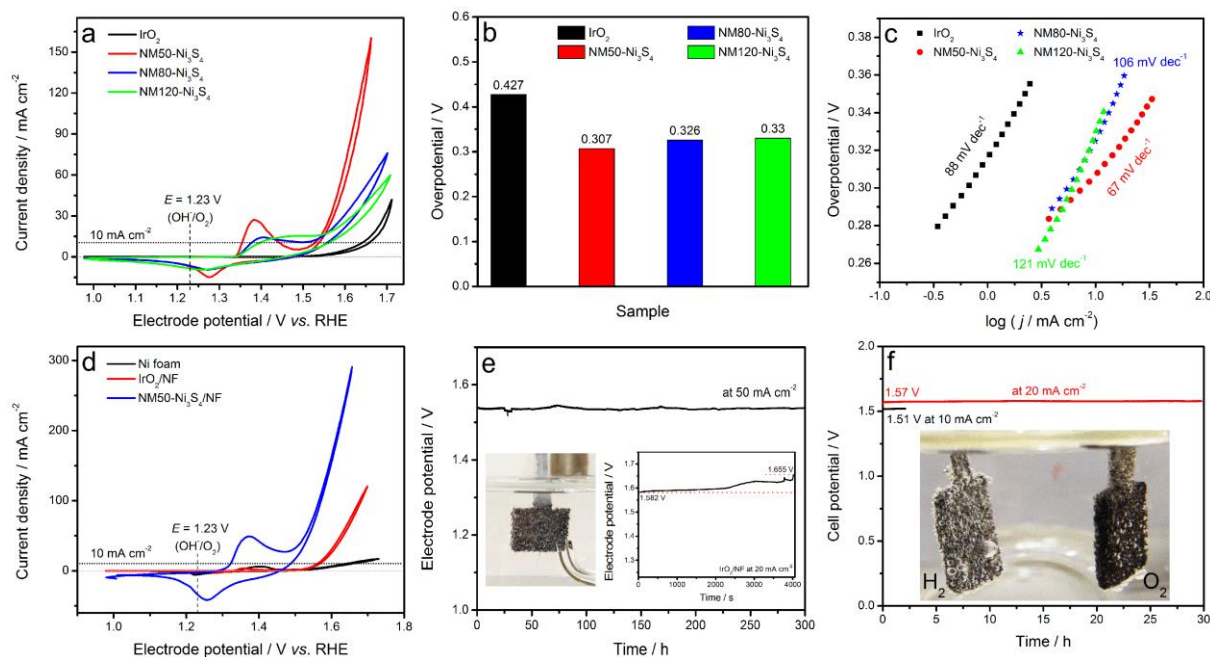 a
IrO₂
NM50-Ni₃S₄
NM80-Ni₃S₄
NM120-Ni₃S₄
E = 1.23 V
(OH⁻/O₂)
10 mA cm⁻²
Current density / mA cm⁻²
150
120
90
60
30
0
1.0 1.1 1.2 1.3 1.4 1.5 1.6 1.7
Electrode potential / V vs. RHE
b
IrO₂
NM50-Ni₃S₄
NM80-Ni₃S₄
NM120-Ni₃S₄
0.427
0.307
0.326
0.33
Overpotential / V
0.6
0.5
0.4
0.3
0.2
0.1
0.0
Sample
c
IrO₂
NM50-Ni₃S₄
NM80-Ni₃S₄
NM120-Ni₃S₄
106 mV dec⁻¹
88 mV dec⁻¹
67 mV dec⁻¹
121 mV dec⁻¹
Overpotential / V
0.38
0.36
0.34
0.32
0.30
0.28
0.26
-1.0 -0.5 0.0 0.5 1.0 1.5 2.0
log ( j / mA cm⁻²)
d
Ni foam
IrO₂/NF
NM50-Ni₃S₄/NF
E = 1.23 V
(OH⁻/O₂)
10 mA cm⁻²
Current density / mA cm⁻²
300
200
100
0
1.0 1.2 1.4 1.6 1.8
Electrode potential / V vs. RHE
e
at 50 mA cm⁻²
Electrode potential / V
1.7
1.6
1.5
1.4
1.3
1.2
1.1
1.0
0 50 100 150 200 250 300
Time / h
Electrode potential / V
1.7
1.6
1.5
1.4
1.3
1.655 V
1.582 V
IrO₂/NF at 20 mA cm⁻²
0 1000 2000 3000 4000
Time / s
f
1.57 V at 20 mA cm⁻²
1.51 V at 10 mA cm⁻²
H₂
O₂
Cell potential / V
2.0
1.5
1.0
0.5
0.0
0 5 10 15 20 25 30
Time / h